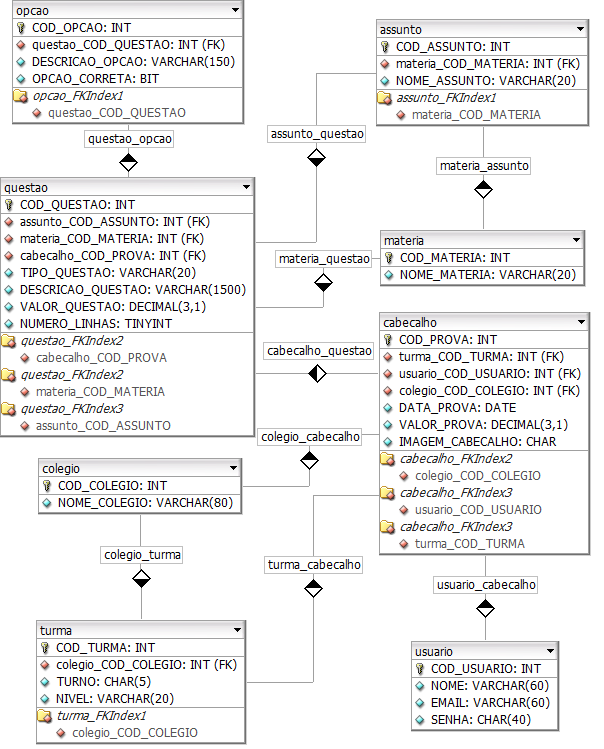 opcao
COD_OPCAO: INT
questao_COD_QUESTAO: INT (FK)
DESCRICAO_OPCAO: VARCHAR(150)
OPCAO_CORRETA: BIT
opcao_FKIndex1
questao_COD_QUESTAO
assunto
COD_ASSUNTO: INT
materia_COD_MATERIA: INT (FK)
NOME_ASSUNTO: VARCHAR(20)
assunto_FKIndex1
materia_COD_MATERIA
questao_opcao
assunto_questao
materia_assunto
questao
COD_QUESTAO: INT
assunto_COD_ASSUNTO: INT (FK)
materia_COD_MATERIA: INT (FK)
cabecalho_COD_PROVA: INT (FK)
TIPO_QUESTAO: VARCHAR(20)
DESCRICAO_QUESTAO: VARCHAR(1500)
VALOR_QUESTAO: DECIMAL(3,1)
NUMERO_LINHAS: TINYINT
questao_FKIndex2
cabecalho_COD_PROVA
questao_FKIndex2
materia_COD_MATERIA
questao_FKIndex3
assunto_COD_ASSUNTO
materia_questao
materia
COD_MATERIA: INT
NOME_MATERIA: VARCHAR(20)
cabecalho_questao
cabecalho
COD_PROVA: INT
turma_COD_TURMA: INT (FK)
usuario_COD_USUARIO: INT (FK)
colegio_COD_COLEGIO: INT (FK)
DATA_PROVA: DATE
VALOR_PROVA: DECIMAL(3,1)
IMAGEM_CABECALHO: CHAR
cabecalho_FKIndex2
colegio_COD_COLEGIO
cabecalho_FKIndex3
usuario_COD_USUARIO
cabecalho_FKIndex3
turma_COD_TURMA
colegio_cabecalho
colegio
COD_COLEGIO: INT
NOME_COLEGIO: VARCHAR(80)
colegio_turma
turma_cabecalho
usuario_cabecalho
turma
COD_TURMA: INT
colegio_COD_COLEGIO: INT (FK)
TURNO: CHAR(5)
NIVEL: VARCHAR(20)
turma_FKIndex1
colegio_COD_COLEGIO
usuario
COD_USUARIO: INT
NOME: VARCHAR(60)
EMAIL: VARCHAR(60)
SENHA: CHAR(40)